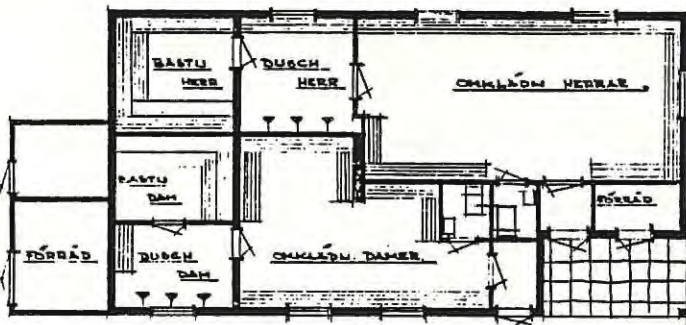 BASTU
HERR
DUSCH
HERR
OMKLÄDN HERRAR.
BASTU
DAM
FÖRRÅD
FÖRRÅD
DUSCH
DAM
OMKLÄDN. DAMER.